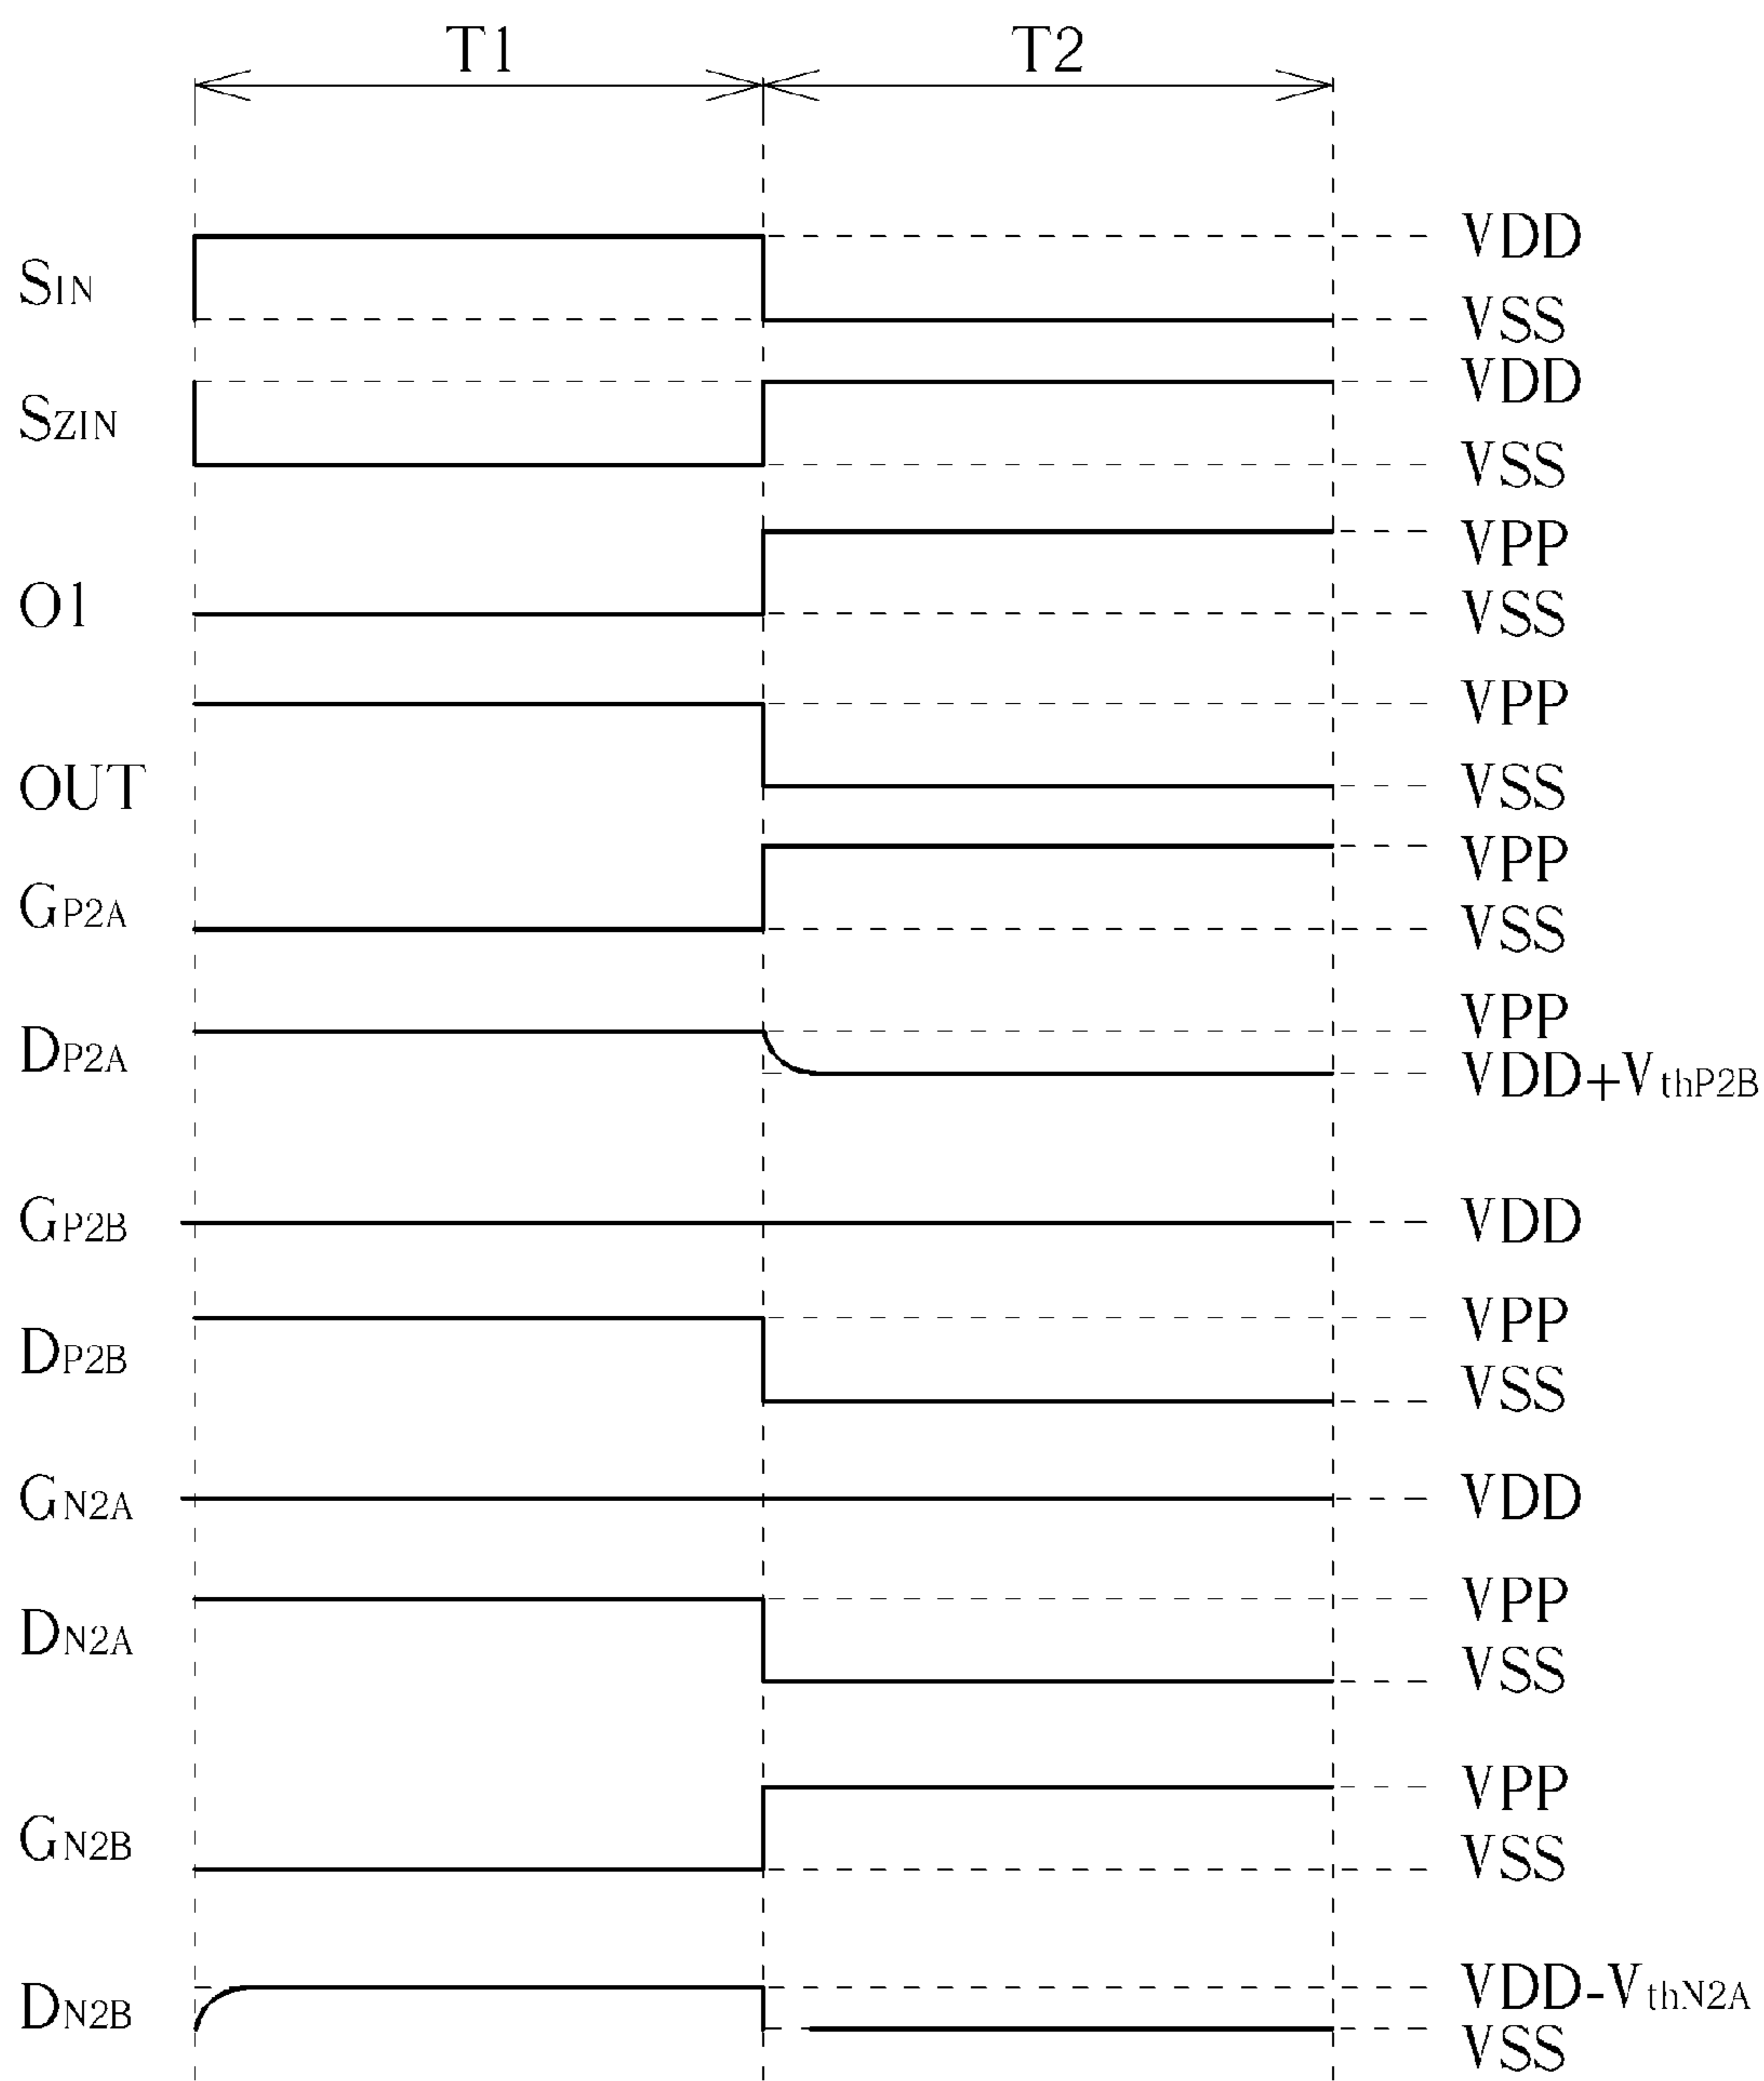 T1 T2
SIN VDD
VSS
SZIN VDD
VSS
O1 VPP
VSS
OUT VPP
VSS
GP2A VPP
VSS
DP2A VPP
VDD+VthP2B
GP2B VDD
DP2B VPP
VSS
GN2A VDD
DN2A VPP
VSS
GN2B VPP
VSS
DN2B VDD-VthN2A
VSS